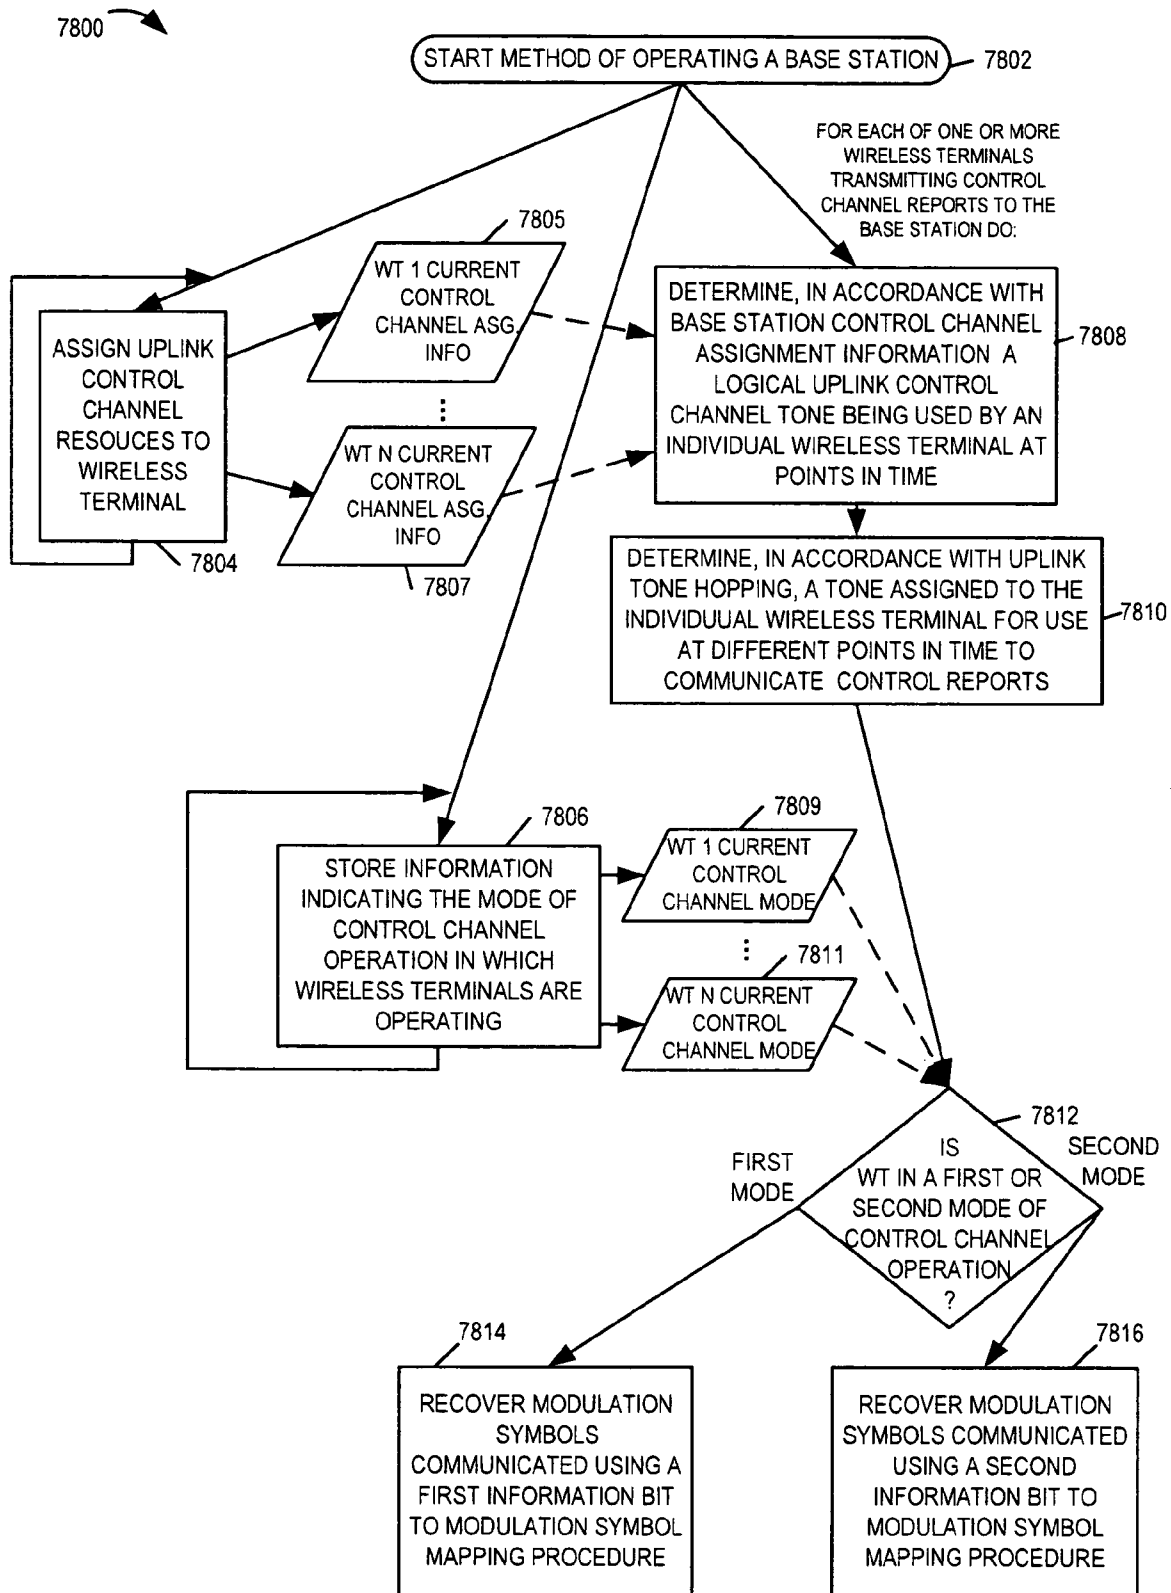 7800
START METHOD OF OPERATING A BASE STATION
7802
FOR EACH OF ONE OR MORE
WIRELESS TERMINALS
TRANSMITTING CONTROL
CHANNEL REPORTS TO THE
BASE STATION DO:
7805
WT 1 CURRENT
CONTROL
CHANNEL ASG.
INFO
ASSIGN UPLINK
CONTROL
CHANNEL
RESOUCES TO
WIRELESS
TERMINAL
7804
WT N CURRENT
CONTROL
CHANNEL ASG.
INFO
7807
DETERMINE, IN ACCORDANCE WITH
BASE STATION CONTROL CHANNEL
ASSIGNMENT INFORMATION A
LOGICAL UPLINK CONTROL
CHANNEL TONE BEING USED BY AN
INDIVIDUAL WIRELESS TERMINAL AT
POINTS IN TIME
7808
DETERMINE, IN ACCORDANCE WITH UPLINK
TONE HOPPING, A TONE ASSIGNED TO THE
INDIVIDUUAL WIRELESS TERMINAL FOR USE
AT DIFFERENT POINTS IN TIME TO
COMMUNICATE CONTROL REPORTS
7810
7806
STORE INFORMATION
INDICATING THE MODE OF
CONTROL CHANNEL
OPERATION IN WHICH
WIRELESS TERMINALS ARE
OPERATING
7809
WT 1 CURRENT
CONTROL
CHANNEL MODE
7811
WT N CURRENT
CONTROL
CHANNEL MODE
7812
IS
WT IN A FIRST OR
SECOND MODE OF
CONTROL CHANNEL
OPERATION
?
FIRST
MODE
SECOND
MODE
7814
RECOVER MODULATION
SYMBOLS
COMMUNICATED USING A
FIRST INFORMATION BIT
TO MODULATION SYMBOL
MAPPING PROCEDURE
7816
RECOVER MODULATION
SYMBOLS COMMUNICATED
USING A SECOND
INFORMATION BIT TO
MODULATION SYMBOL
MAPPING PROCEDURE